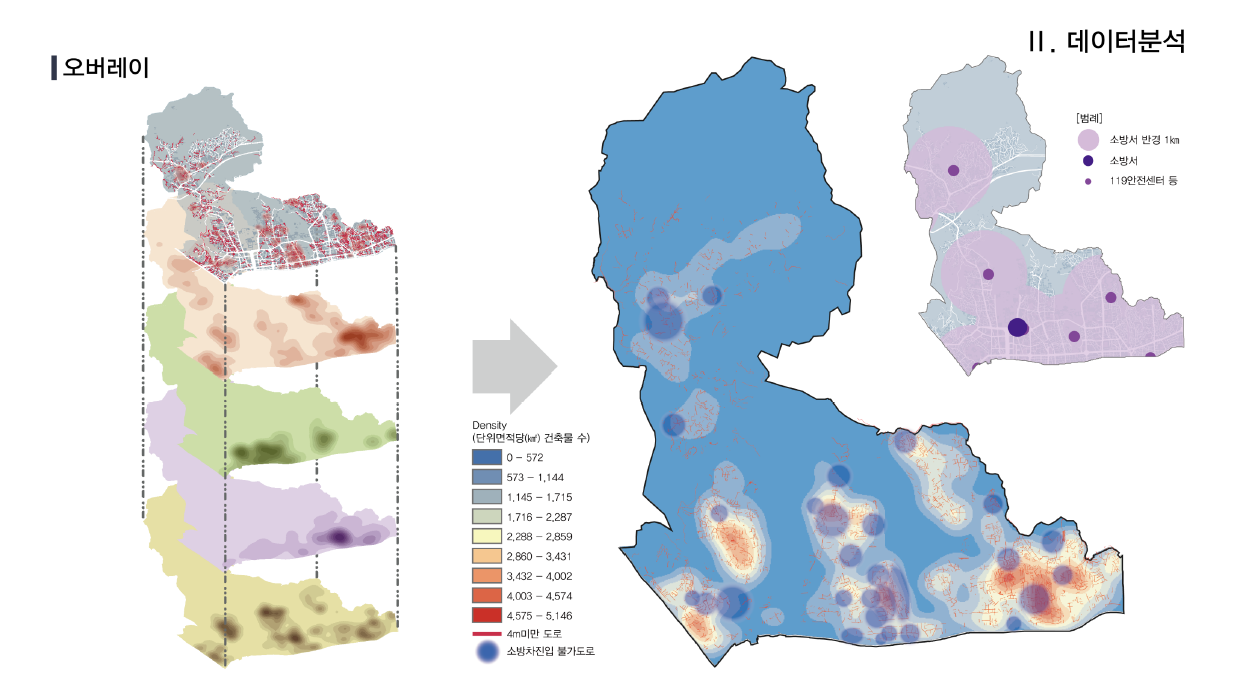 II. 데이터분석
오버레이
[범례]
소방서 반경 1㎞
소방서
119안전센터 등
Density
(단위면적당(㎢) 건축물 수)
0 - 572
573 - 1,144
1,145 - 1,715
1,716 - 2,287
2,288 - 2,859
2,860 - 3,431
3,432 - 4,002
4,003 - 4,574
4,575 - 5,146
4m미만 도로
소방차진입 불가도로